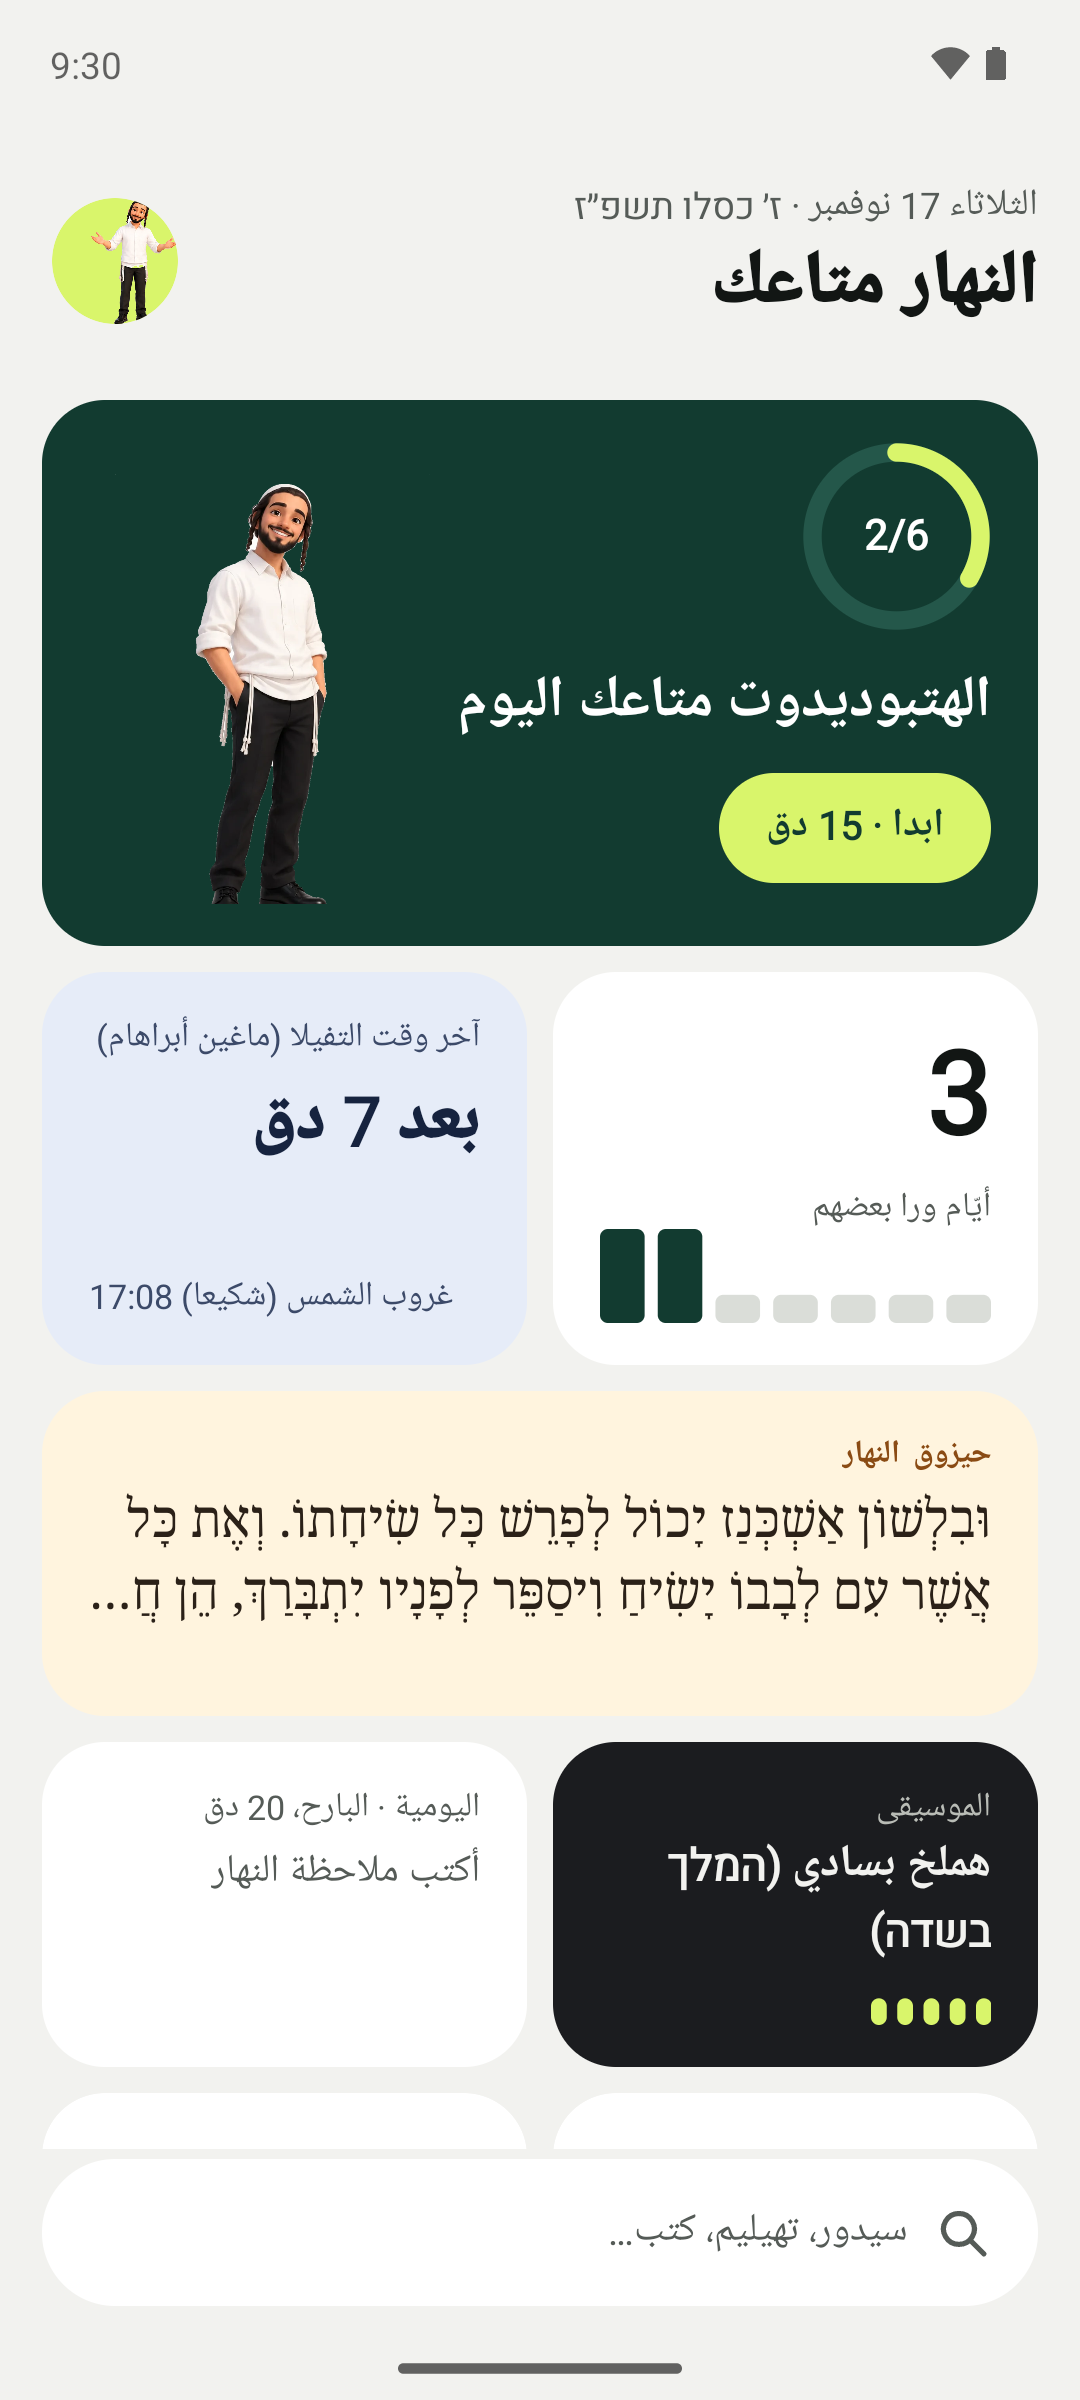 9:30
الثلاثاء 17 نوفمبر · ז׳ כסלו תשפ״ז
النهار متاعك
2/6
الهتبوديدوت متاعك اليوم
ابدا · 15 دق
3
أيّام ورا بعضهم
آخر وقت التفيلا (ماغين أبراهام)
بعد 7 دق
غروب الشمس (شكيعا) 17:08
حيزوق النهار
וּבִלְשׁוֹן אַשְׁכְּנַז יָכוֹל לְפָרֵשׁ כָּל שִׂיחָתוֹ. וְאֶת כָּל
אֲשֶׁר עִם לְבָבוֹ יָשִׂיחַ וִיסַפֵּר לְפָנָיו יִתְבָּרַךְ, הֵן חֲ...
الموسيقى
هملخ بسادي (המלך
בשדה)
اليومية · البارح، 20 دق
أكتب ملاحظة النهار
سيدور، تهيليم، كتب...